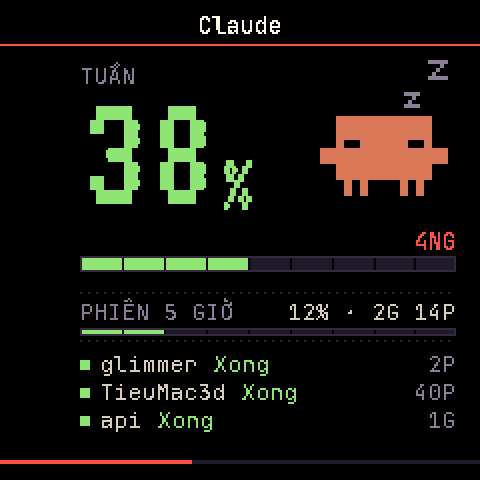 Claude
Z
TUẦN
z
38%
4NG
PHIÊN 5 GIỜ 12% · 2G 14P
glimmer Xong 2P
TieuMac3d Xong 40P
api Xong 1G